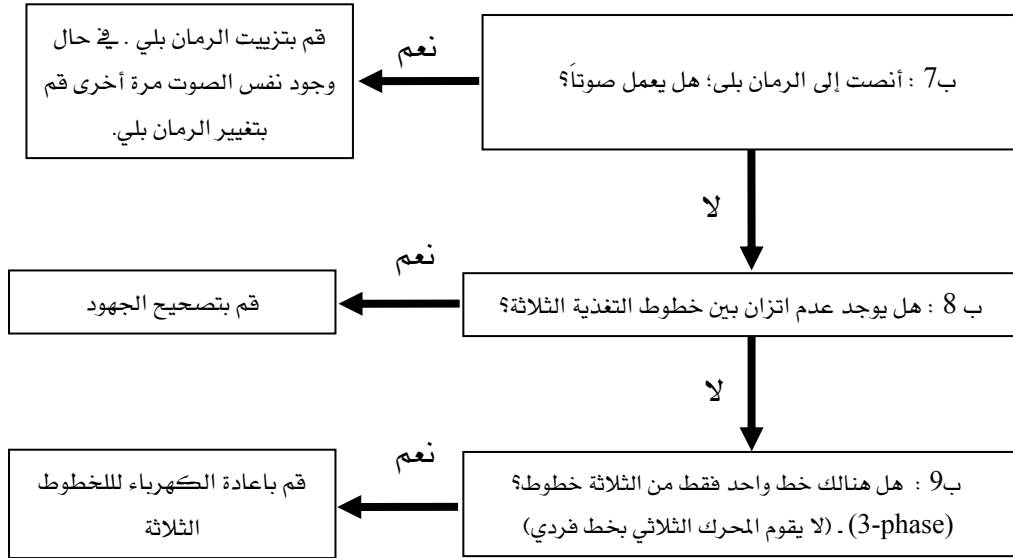 ب7 : أنصت إلى الرمان بلى؛ هل يعمل صوتاَ؟
نعم
قم بتزييت الرمان بلي . في حال
وجود نفس الصوت مرة أخرى قم
بتغيير الرمان بلي.
لا
ب 8 : هل يوجد عدم اتزان بين خطوط التغذية الثلاثة؟
نعم
قم بتصحيح الجهود
لا
ب9 : هل هنالك خط واحد فقط من الثلاثة خطوط؟
(3-phase) ـ (لا يقوم المحرك الثلاثي بخط فردي)
نعم
قم باعادة الكهرباء لللخطوط
الثلاثة